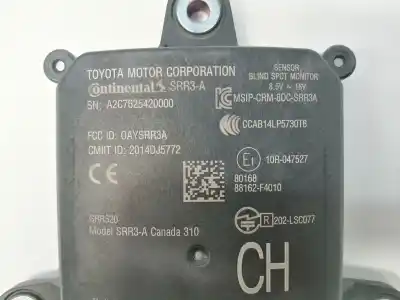 TOYOTA MOTOR CORPORATION
Continental SRR3-A
SN: A2C7625420000
SENSOR
BLIND SPOT MONITOR
8.5V ~ 16V
MSIP-CRM-6DC-SRR3A
CCAB14LP5730T8
FCC ID: OAYSRR3A
CMIIT ID: 2014DJ5772
CE
E1 10R-047527
80168
88162-F4010
SRR320
Model SRR3-A Canada 310
R 202-LSC077
CH